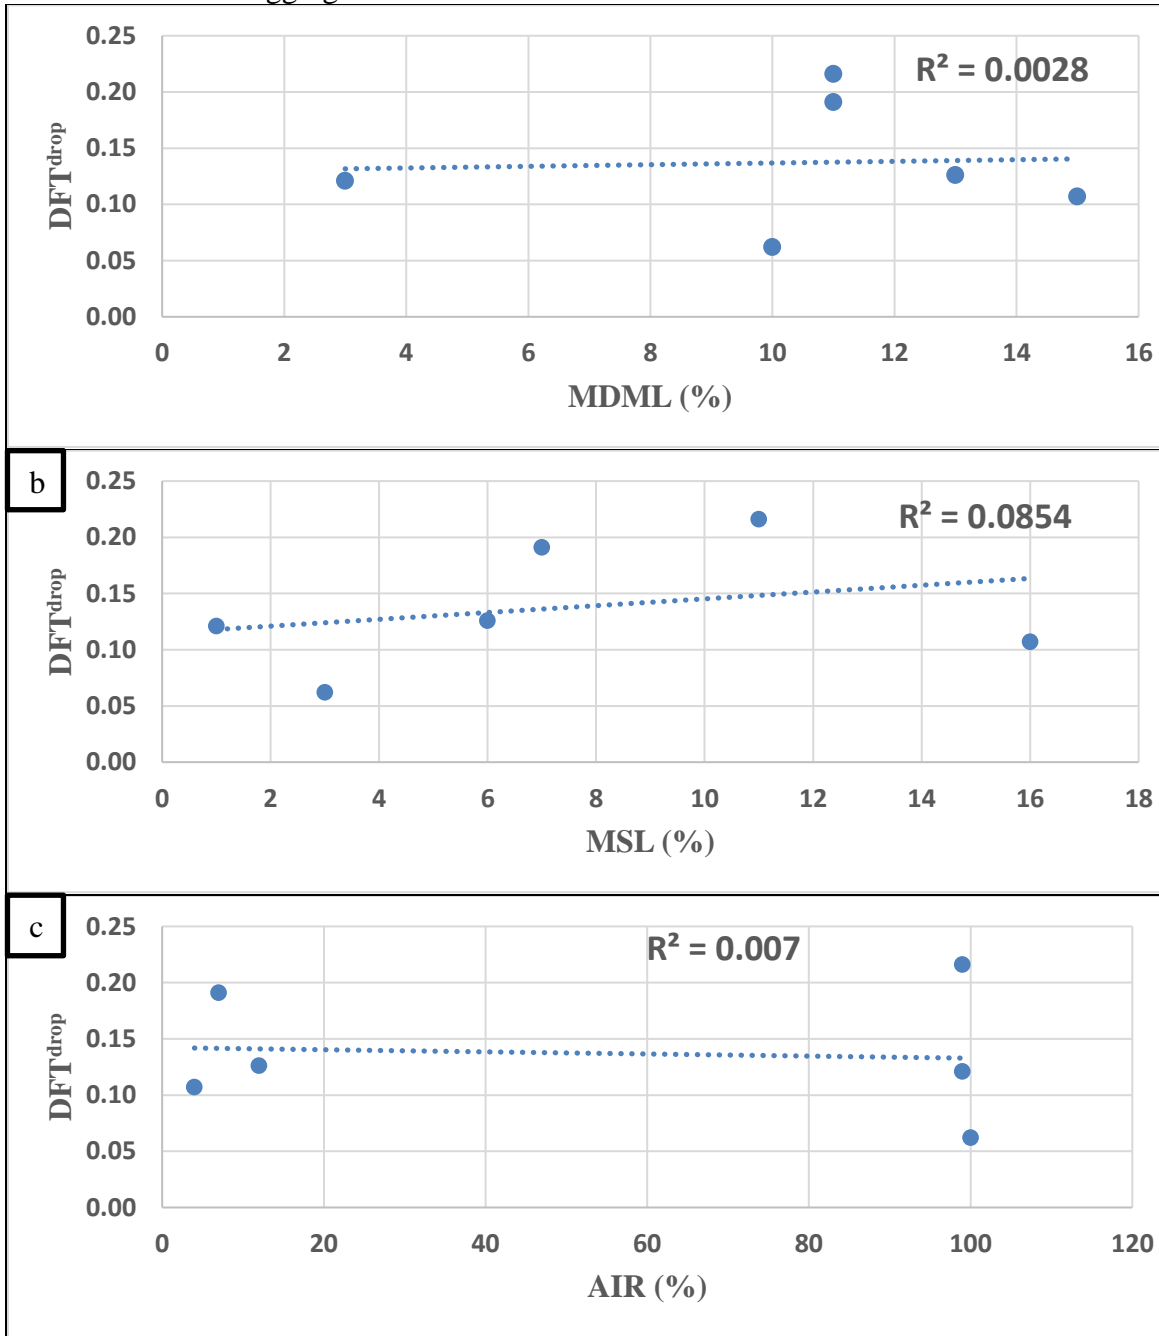 0.25
R² = 0.0028
0.20
0.15
0.10
0.05
0.00
DFTdrop
0 2 4 6 8 10 12 14 16
MDML (%)
b
0.25
R² = 0.0854
0.20
0.15
0.10
0.05
0.00
DFTdrop
0 2 4 6 8 10 12 14 16 18
MSL (%)
c
0.25
R² = 0.007
0.20
0.15
0.10
0.05
0.00
DFTdrop
0 20 40 60 80 100 120
AIR (%)